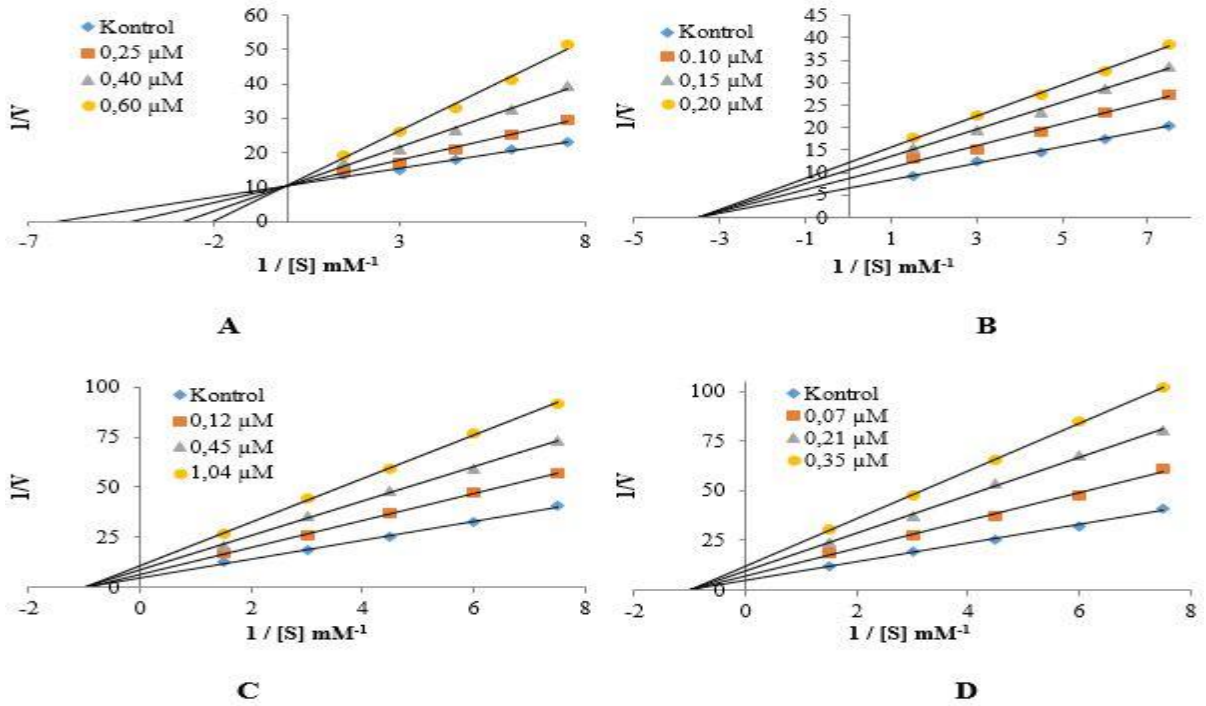 Kontrol
0,25 µM
0,40 µM
0,60 µM
60
50
40
30
20
10
0
1/V
-7 -2 3 8
1 / [S] mM-1
A
Kontrol
0.10 µM
0,15 µM
0,20 µM
45
40
35
30
25
20
15
10
5
0
1/V
-5 -3 -1 1 3 5 7
1 / [S] mM-1
B
Kontrol
0,12 µM
0,45 µM
1,04 µM
100
75
50
25
0
1/V
-2 0 2 4 6 8
1 / [S] mM-1
C
Kontrol
0,07 µM
0,21 µM
0,35 µM
100
75
50
25
0
1/V
-2 0 2 4 6 8
1 / [S] mM-1
D